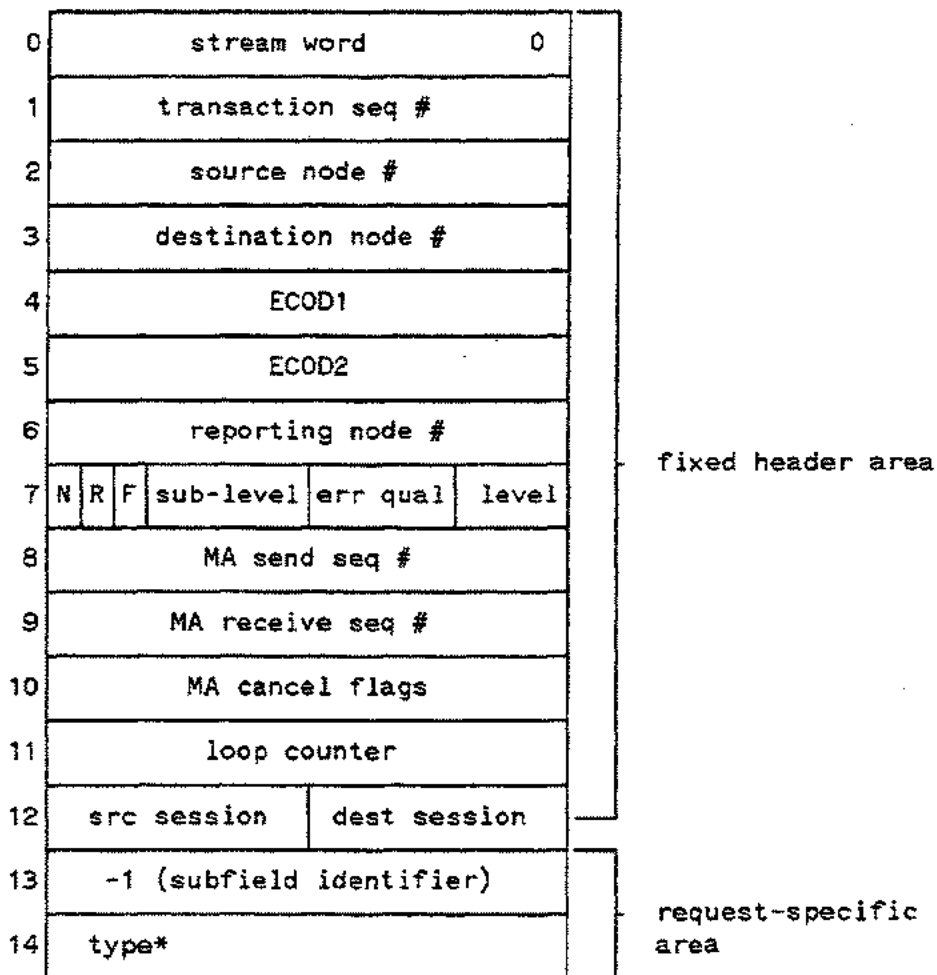 0 stream word 0
1 transaction seq #
2 source node #
3 destination node #
4 ECOD1
5 ECOD2
6 reporting node #
fixed header area
7 N R F sub-level err qual level
8 MA send seq #
9 MA receive seq #
10 MA cancel flags
11 loop counter
12 src session dest session
13 -1 (subfield identifier)
request-specific
14 type* area